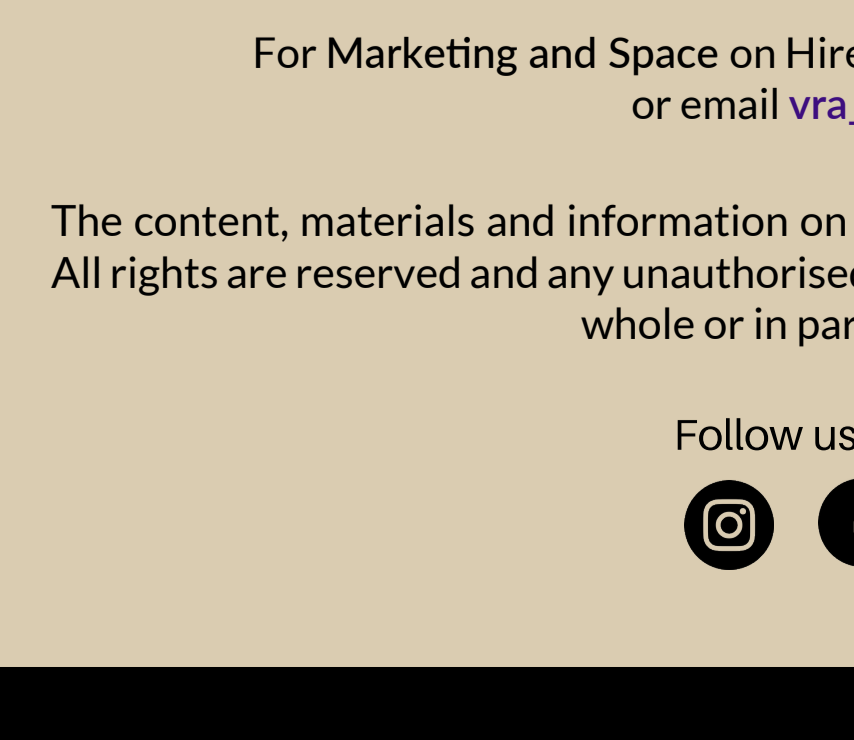 For Marketing and Space on Hire
or email vra_
The content, materials and information on
All rights are reserved and any unauthorised
whole or in par
Follow us